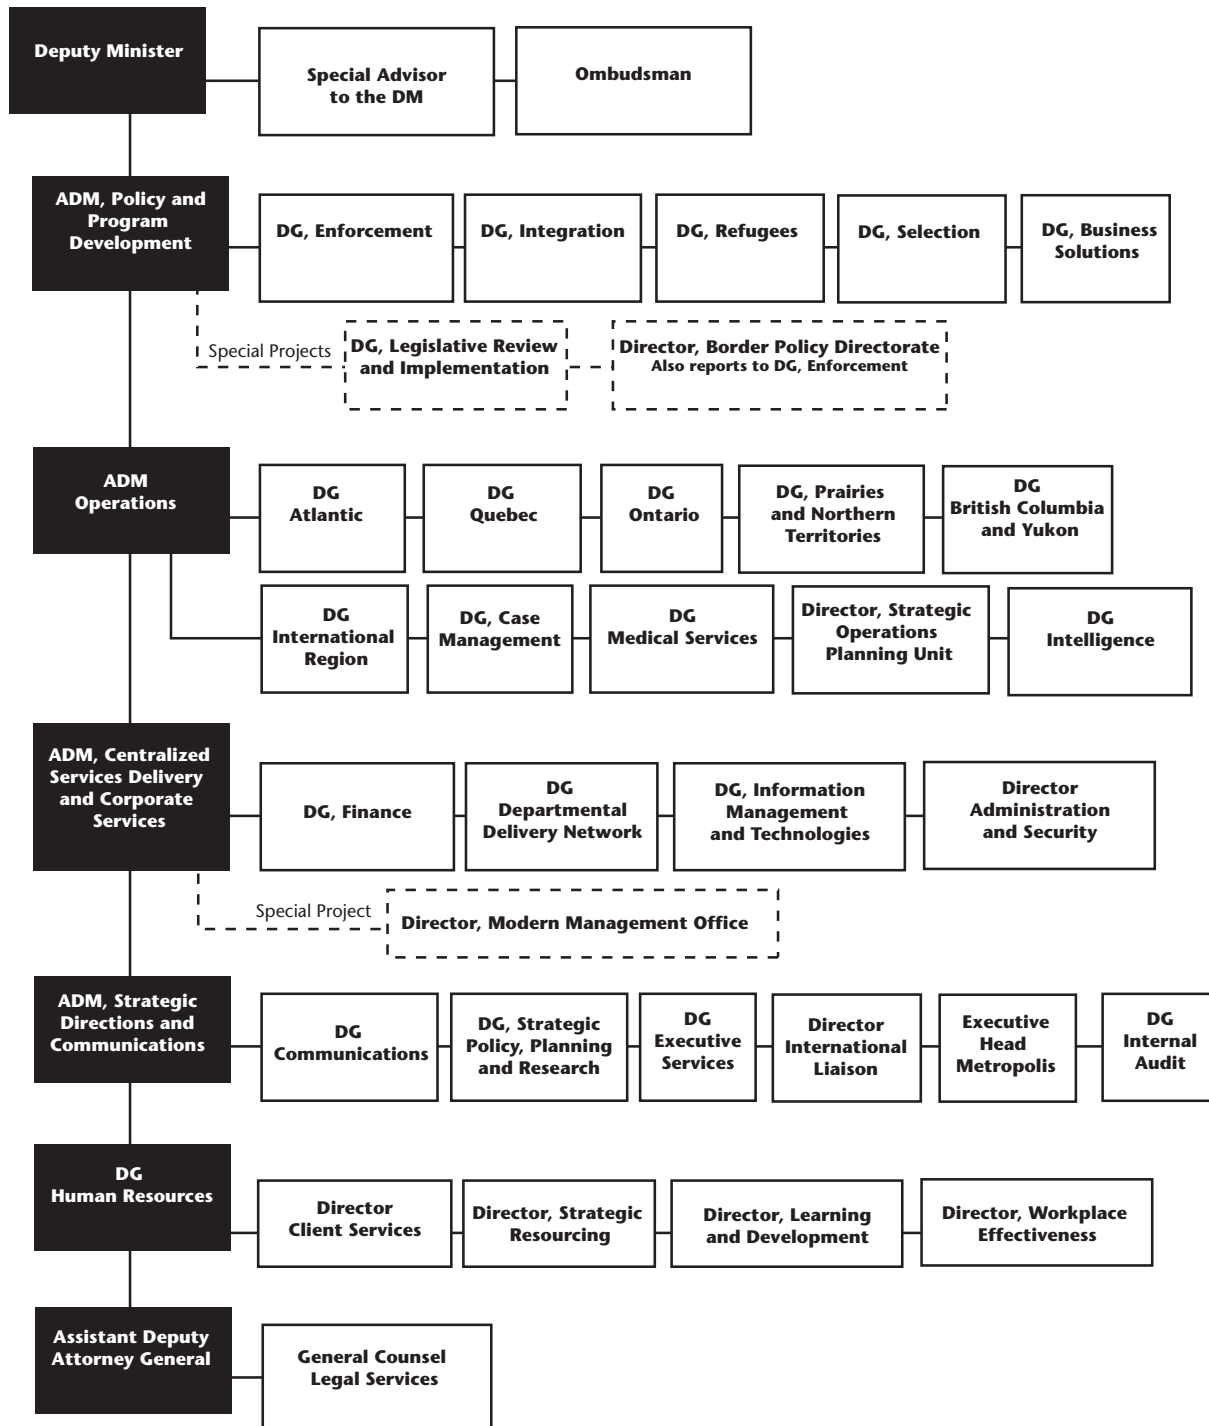 Deputy Minister
Special Advisor
to the DM
Ombudsman
ADM, Policy and
Program
Development
DG, Enforcement
DG, Integration
DG, Refugees
DG, Selection
DG, Business
Solutions
Special Projects
DG, Legislative Review
and Implementation
Director, Border Policy Directorate
Also reports to DG, Enforcement
ADM
Operations
DG
Atlantic
DG
Quebec
DG
Ontario
DG, Prairies
and Northern
Territories
DG
British Columbia
and Yukon
DG
International
Region
DG, Case
Management
DG
Medical Services
Director, Strategic
Operations
Planning Unit
DG
Intelligence
ADM, Centralized
Services Delivery
and Corporate
Services
DG, Finance
DG
Departmental
Delivery Network
DG, Information
Management
and Technologies
Director
Administration
and Security
Special Project
Director, Modern Management Office
ADM, Strategic
Directions and
Communications
DG
Communications
DG, Strategic
Policy, Planning
and Research
DG
Executive
Services
Director
International
Liaison
Executive
Head
Metropolis
DG
Internal
Audit
DG
Human Resources
Director
Client Services
Director, Strategic
Resourcing
Director, Learning
and Development
Director, Workplace
Effectiveness
Assistant Deputy
Attorney General
General Counsel
Legal Services